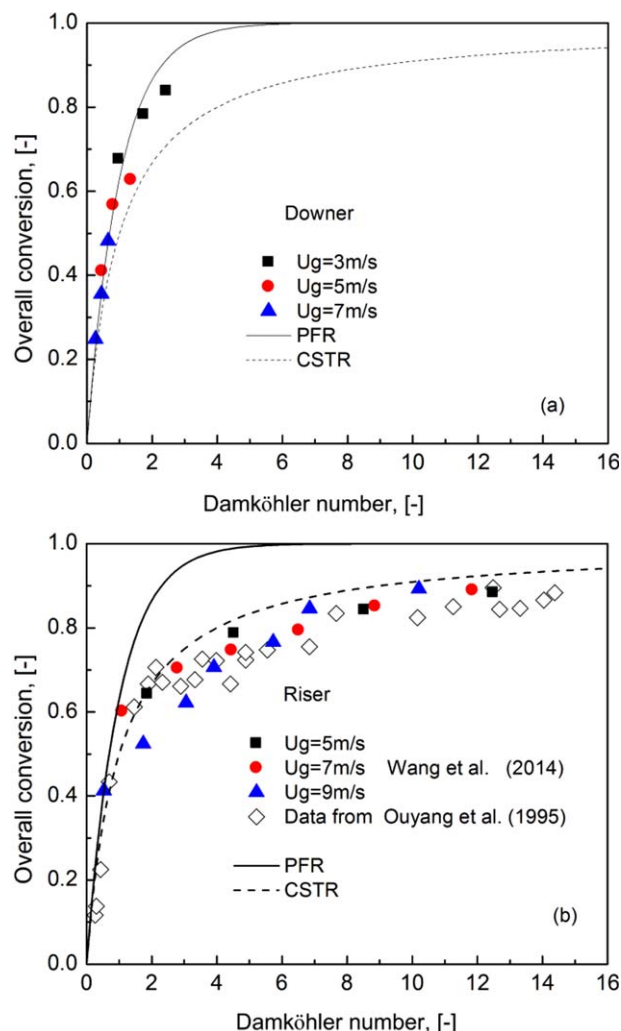 1.0
0.8
0.6
0.4
0.2
0.0
Overall conversion, [-]
Downer
Ug=3m/s
Ug=5m/s
Ug=7m/s
PFR
CSTR
(a)
0 2 4 6 8 10 12 14 16
Damköhler number, [-]
1.0
0.8
0.6
0.4
0.2
0.0
Overall conversion, [-]
Riser
Ug=5m/s
Ug=7m/s Wang et al. (2014)
Ug=9m/s
Data from Ouyang et al. (1995)
PFR
CSTR
(b)
0 2 4 6 8 10 12 14 16
Damköhler number, [-]